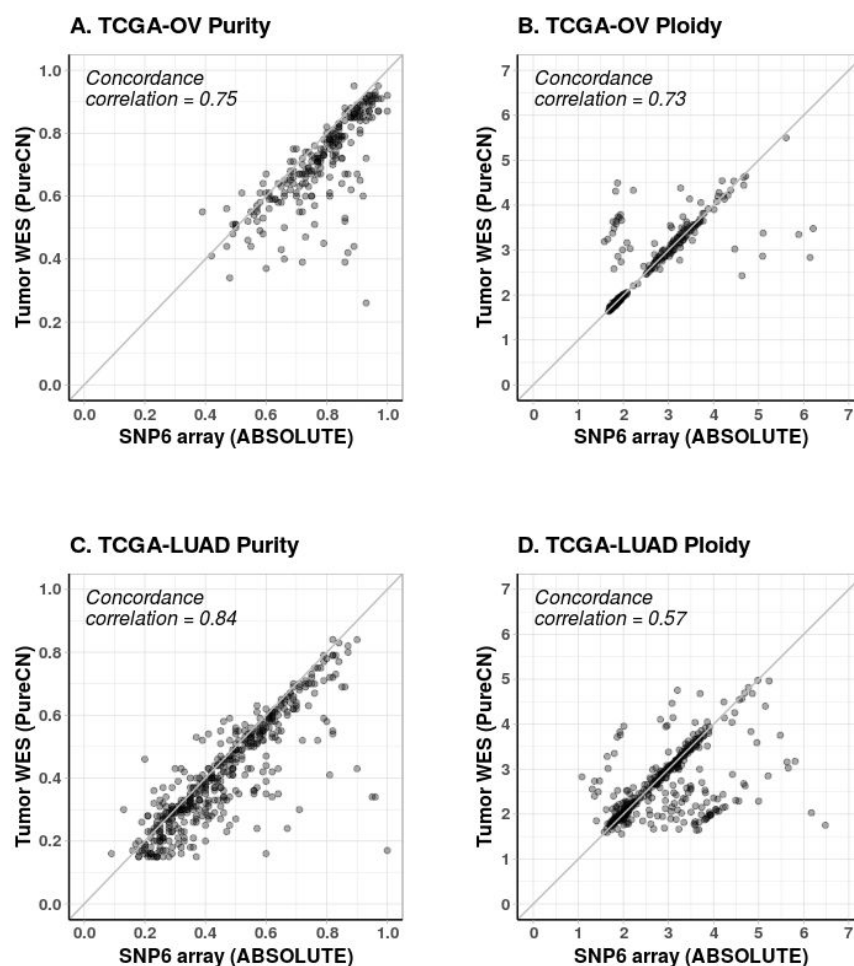 A. TCGA-OV Purity
Concordance
correlation = 0.75
1.0
0.8
0.6
0.4
0.2
0.0
Tumor WES (PureCN)
0.0 0.2 0.4 0.6 0.8 1.0
SNP6 array (ABSOLUTE)
B. TCGA-OV Ploidy
Concordance
correlation = 0.73
7
6
5
4
3
2
1
0
Tumor WES (PureCN)
0 1 2 3 4 5 6 7
SNP6 array (ABSOLUTE)
C. TCGA-LUAD Purity
Concordance
correlation = 0.84
1.0
0.8
0.6
0.4
0.2
0.0
Tumor WES (PureCN)
0.0 0.2 0.4 0.6 0.8 1.0
SNP6 array (ABSOLUTE)
D. TCGA-LUAD Ploidy
Concordance
correlation = 0.57
7
6
5
4
3
2
1
0
Tumor WES (PureCN)
0 1 2 3 4 5 6 7
SNP6 array (ABSOLUTE)